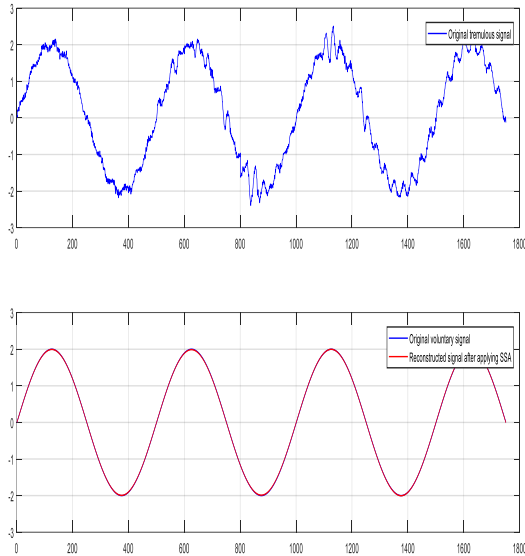 3
2
1
0
-1
-2
-3
Original tremulous signal
0 200 400 600 800 1000 1200 1400 1600 1800
3
2
1
0
-1
-2
-3
Original voluntary signal
Reconstructed signal after applying SSA
0 200 400 600 800 1000 1200 1400 1600 1800